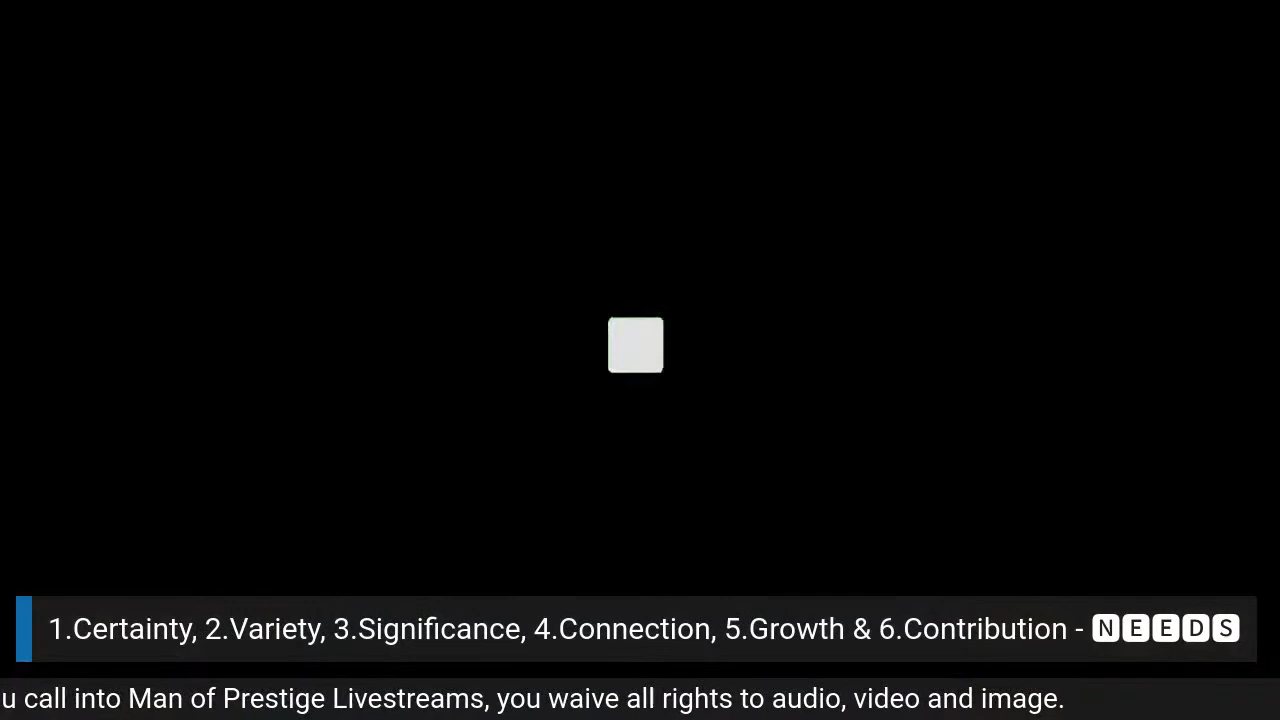 1.Certainty, 2.Variety, 3.Significance, 4.Connection, 5.Growth & 6.Contribution - 🅽🅴🅴🅳🆂
u call into Man of Prestige Livestreams, you waive all rights to audio, video and image.